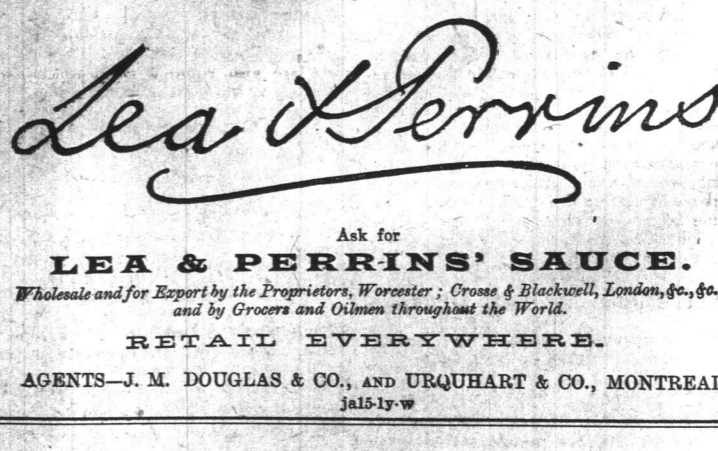 Lea & Perrins
Ask for
LEA & PERRINS' SAUCE.
Wholesale and for Export by the Proprietors, Worcester; Crosse & Blackwell, London, &c., &c.
and by Grocers and Oilmen throughout the World.
RETAIL EVERYWHERE.
AGENTS—J. M. DOUGLAS & CO., AND URQUHART & CO., MONTREAL
ja15-ly-w